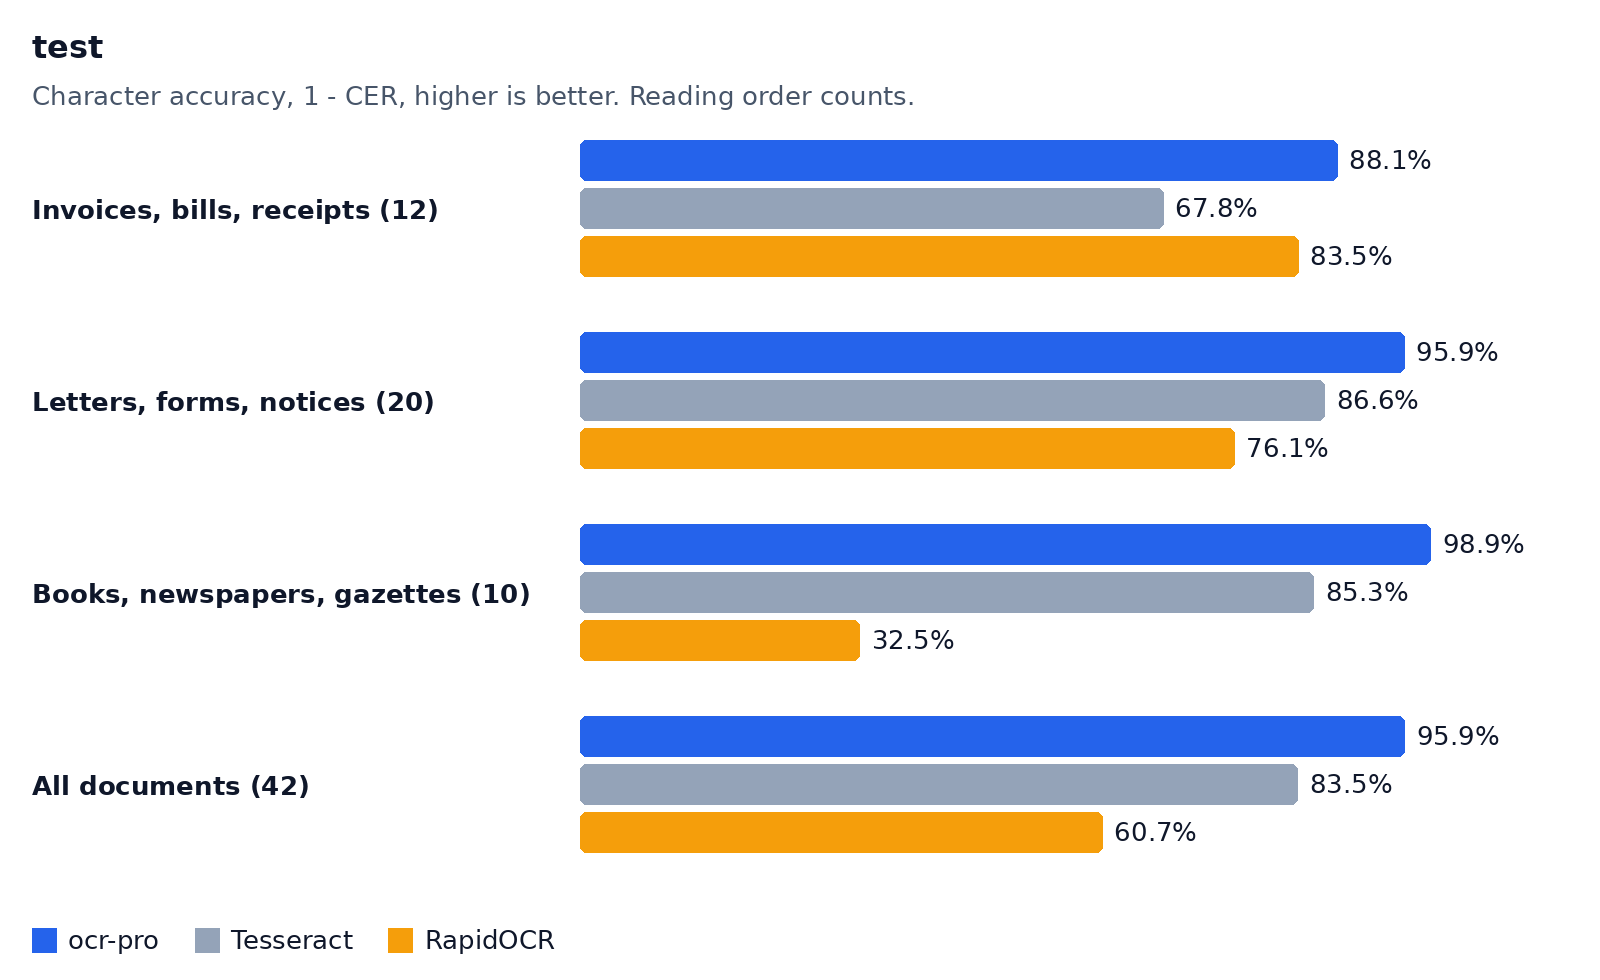 test
Character accuracy, 1 - CER, higher is better. Reading order counts.
Invoices, bills, receipts (12)
88.1%
67.8%
83.5%
Letters, forms, notices (20)
95.9%
86.6%
76.1%
Books, newspapers, gazettes (10)
98.9%
85.3%
32.5%
All documents (42)
95.9%
83.5%
60.7%
ocr-pro Tesseract RapidOCR